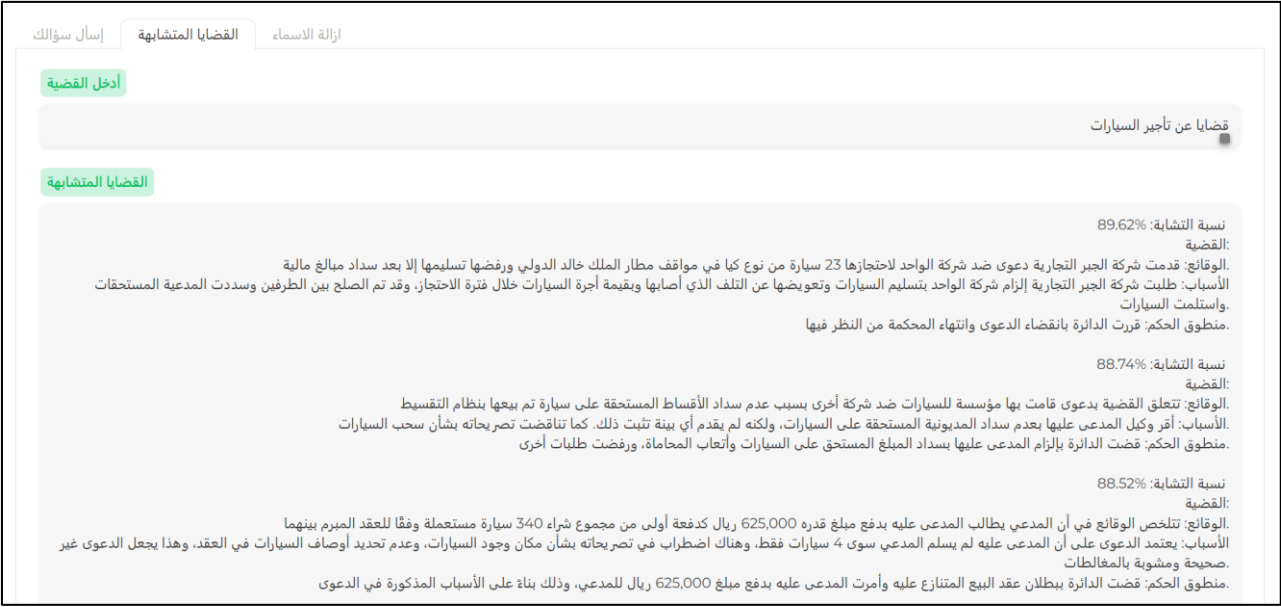 ازالة الاسماء
القضايا المتشابهة
إسأل سؤالك
أدخل القضية
قضايا عن تأجير السيارات
القضايا المتشابهة
نسبة التشابة: 89.62%
القضية:
الوقائع: قدمت شركة الجبر التجارية دعوى ضد شركة الواحد لاحتجازها 23 سيارة من نوع كيا في مواقف مطار الملك خالد الدولي ورفضها تسليمها إلا بعد سداد مبالغ مالية.
الأسباب: طلبت شركة الجبر التجارية إلزام شركة الواحد بتسليم السيارات وتعويضها عن التلف الذي أصابها وبقيمة أجرة السيارات خلال فترة الاحتجاز، وقد تم الصلح بين الطرفين وسددت المدعية المستحقات
واستلمت السيارات.
منطوق الحكم: قررت الدائرة بانقضاء الدعوى وانتهاء المحكمة من النظر فيها.
نسبة التشابة: 88.74%
القضية:
الوقائع: تتعلق القضية بدعوى قامت بها مؤسسة للسيارات ضد شركة أخرى بسبب عدم سداد الأقساط المستحقة على سيارة تم بيعها بنظام التقسيط.
الأسباب: أقر وكيل المدعى عليها بعدم سداد المديونية المستحقة على السيارات، ولكنه لم يقدم أي بينة تثبت ذلك. كما تناقضت تصريحاته بشأن سحب السيارات.
منطوق الحكم: قضت الدائرة بإلزام المدعى عليها بسداد المبلغ المستحق على السيارات وأتعاب المحاماة، ورفضت طلبات أخرى.
نسبة التشابة: 88.52%
القضية:
الوقائع: تتلخص الوقائع في أن المدعي يطالب المدعى عليه بدفع مبلغ قدره 625,000 ريال كدفعة أولى من مجموع شراء 340 سيارة مستعملة وفقًا للعقد المبرم بينهما.
الأسباب: يعتمد الدعوى على أن المدعى عليه لم يسلم المدعي سوى 4 سيارات فقط، وهناك اضطراب في تصريحاته بشأن مكان وجود السيارات، وعدم تحديد أوصاف السيارات في العقد، وهذا يجعل الدعوى غير
صحيحة ومشوبة بالمغالطات.
منطوق الحكم: قضت الدائرة ببطلان عقد البيع المتنازع عليه وأمرت المدعى عليه بدفع مبلغ 625,000 ريال للمدعي، وذلك بناءً على الأسباب المذكورة في الدعوى.